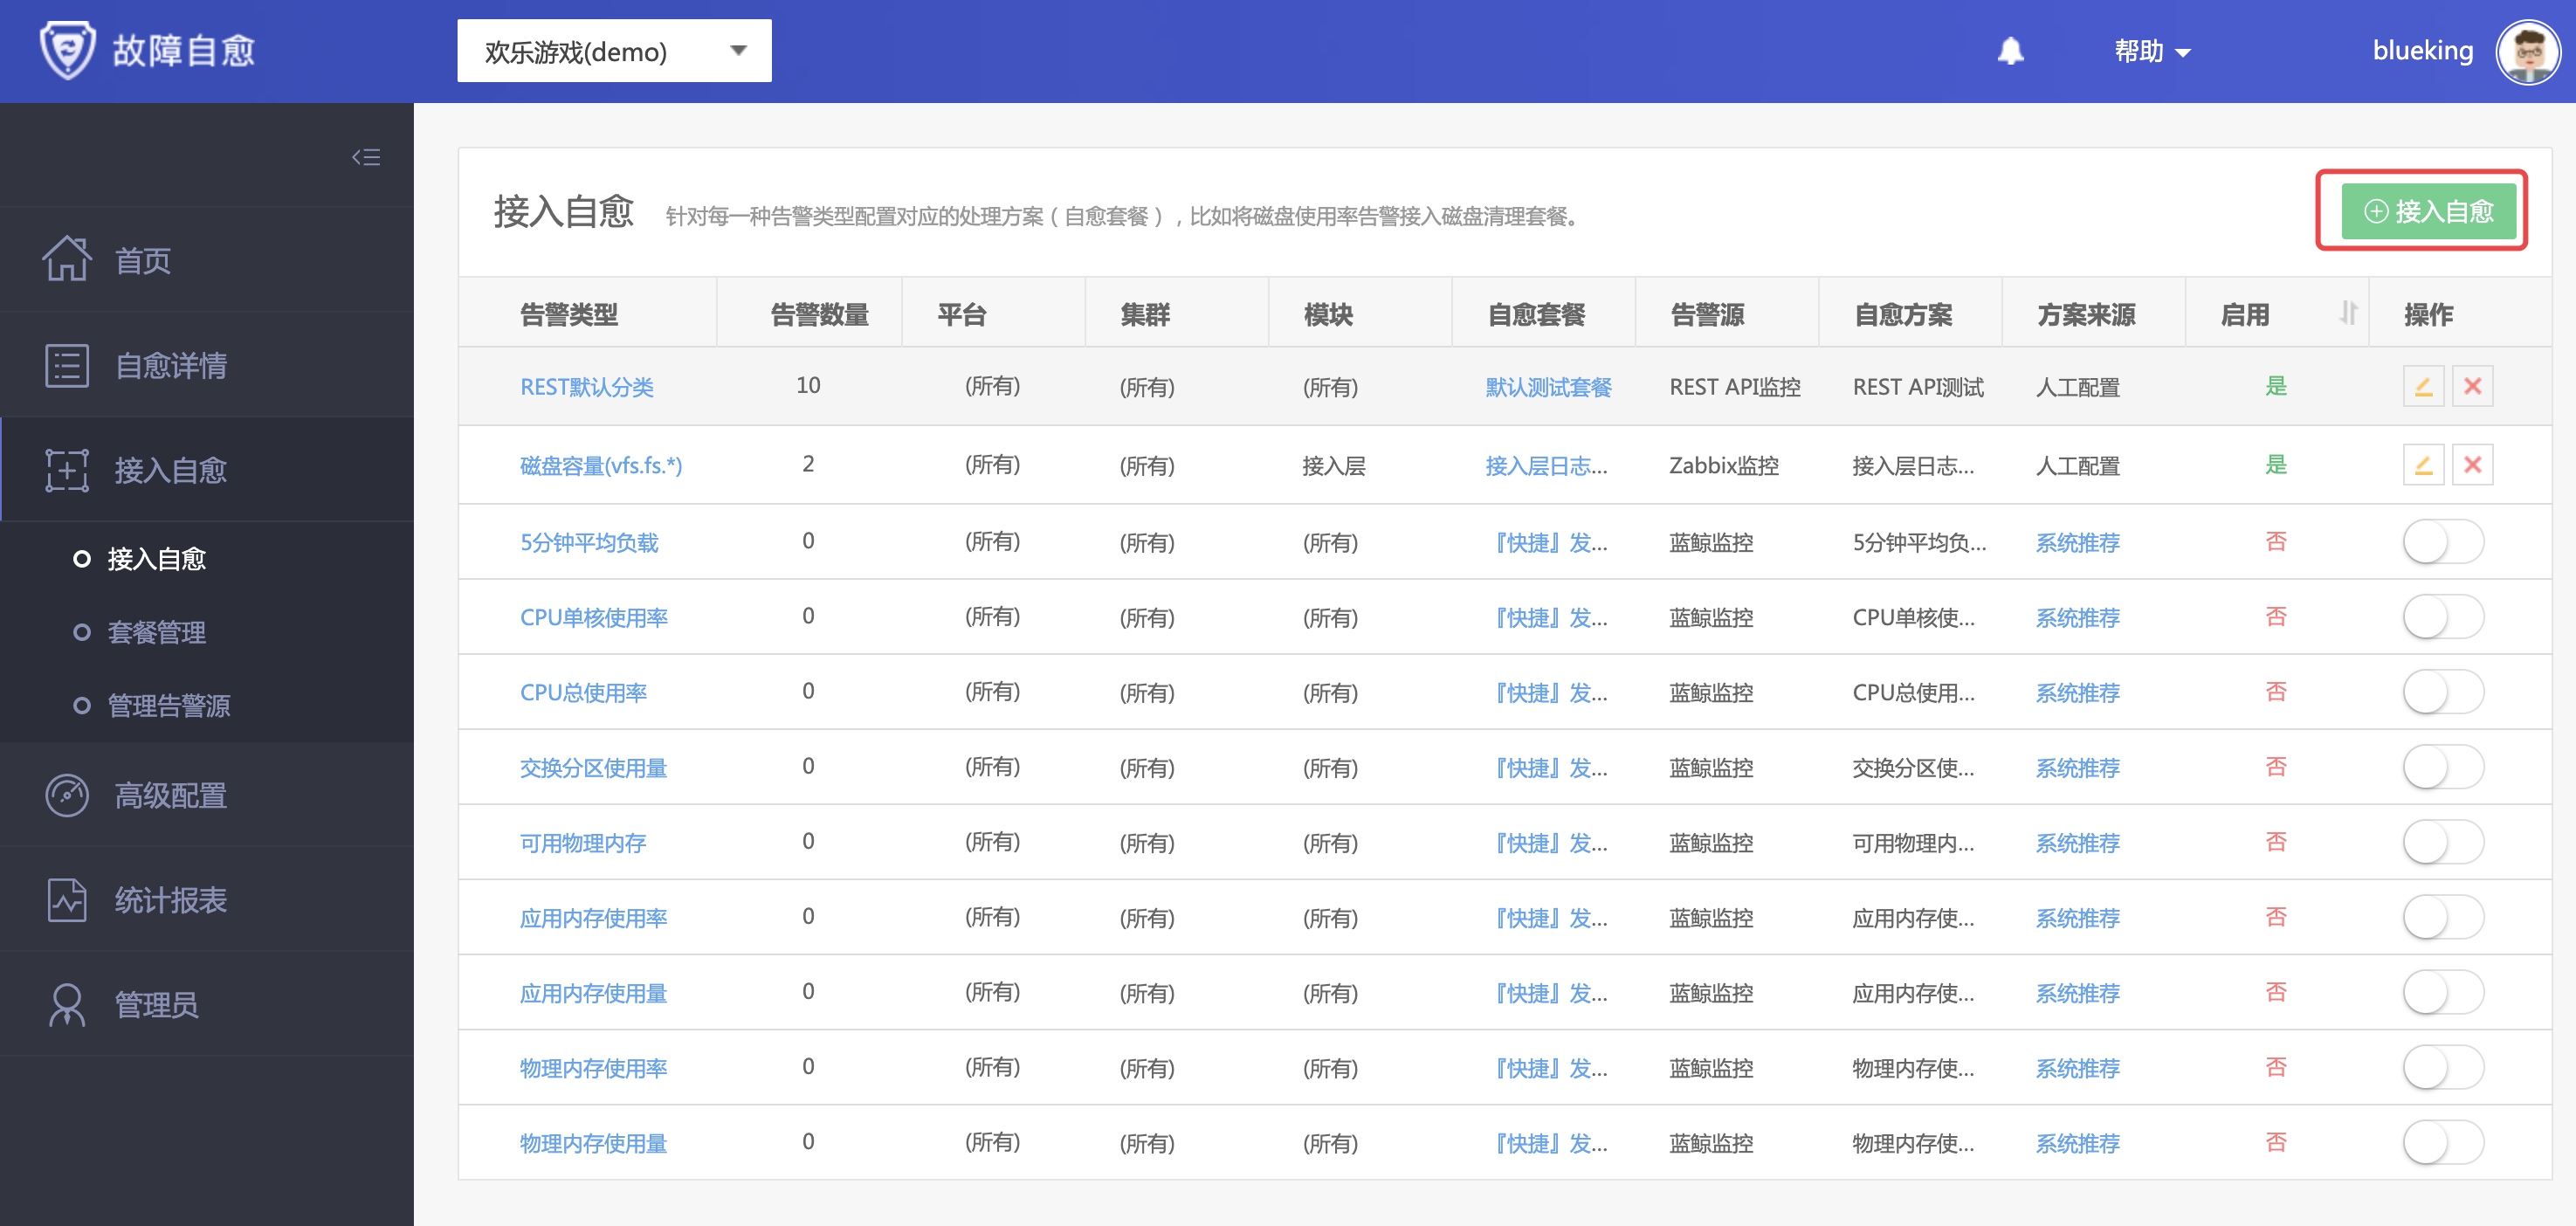 故障自愈
欢乐游戏(demo)
帮助
blueking
首页
自愈详情
接入自愈
接入自愈
套餐管理
管理告警源
高级配置
统计报表
管理员
接入自愈 针对每一种告警类型配置对应的处理方案（自愈套餐），比如将磁盘使用率告警接入磁盘清理套餐。
接入自愈
告警类型 告警数量 平台 集群 模块 自愈套餐 告警源 自愈方案 方案来源 启用 操作
REST默认分类 10 (所有) (所有) (所有) 默认测试套餐 REST API监控 REST API测试 人工配置 是
磁盘容量(vfs.fs.*) 2 (所有) (所有) 接入层 接入层日志... Zabbix监控 接入层日志... 人工配置 是
5分钟平均负载 0 (所有) (所有) (所有) 『快捷』发... 蓝鲸监控 5分钟平均负... 系统推荐 否
CPU单核使用率 0 (所有) (所有) (所有) 『快捷』发... 蓝鲸监控 CPU单核使... 系统推荐 否
CPU总使用率 0 (所有) (所有) (所有) 『快捷』发... 蓝鲸监控 CPU总使用... 系统推荐 否
交换分区使用量 0 (所有) (所有) (所有) 『快捷』发... 蓝鲸监控 交换分区使... 系统推荐 否
可用物理内存 0 (所有) (所有) (所有) 『快捷』发... 蓝鲸监控 可用物理内... 系统推荐 否
应用内存使用率 0 (所有) (所有) (所有) 『快捷』发... 蓝鲸监控 应用内存使... 系统推荐 否
应用内存使用量 0 (所有) (所有) (所有) 『快捷』发... 蓝鲸监控 应用内存使... 系统推荐 否
物理内存使用率 0 (所有) (所有) (所有) 『快捷』发... 蓝鲸监控 物理内存使... 系统推荐 否
物理内存使用量 0 (所有) (所有) (所有) 『快捷』发... 蓝鲸监控 物理内存使... 系统推荐 否